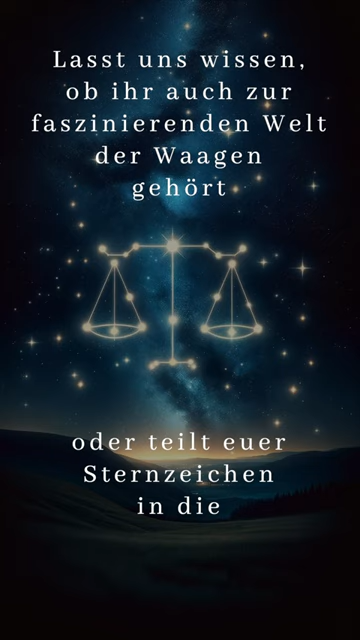 Lasst uns wissen,
ob ihr auch zur
faszinierenden Welt
der Waagen
gehört
oder teilt euer
Sternzeichen
in die